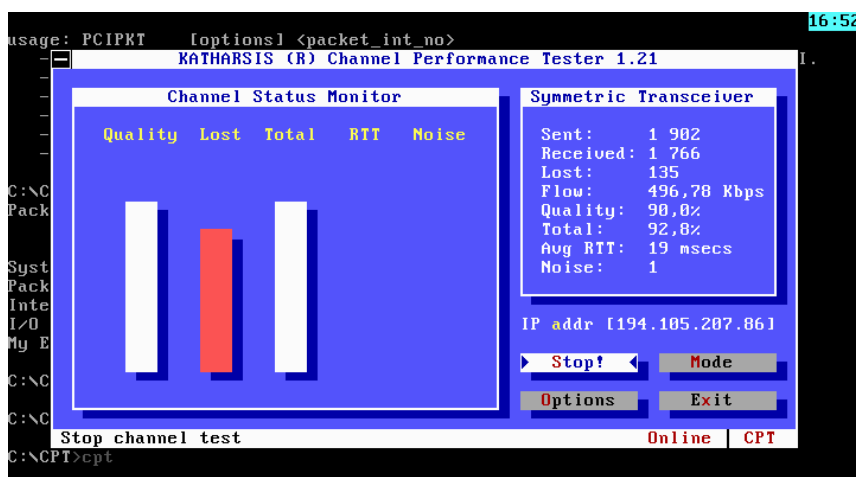 16:52
usage: PCIPKT [options] <packet_int_no>
KATHARSIS (R) Channel Performance Tester 1.21
I.
Channel Status Monitor
Quality Lost Total RTT Noise
Symmetric Transceiver
Sent: 1 902
Received: 1 766
Lost: 135
Flow: 496,78 Kbps
Quality: 90,0%
Total: 92,8%
Avg RTT: 19 msecs
Noise: 1
C:\C
Pack
Syst
Pack
Inte
I/O
My E
IP addr [194.105.207.86]
Stop! Mode
C:\C
Options Exit
C:\C
Stop channel test Online CPT
C:\CPT>cpt